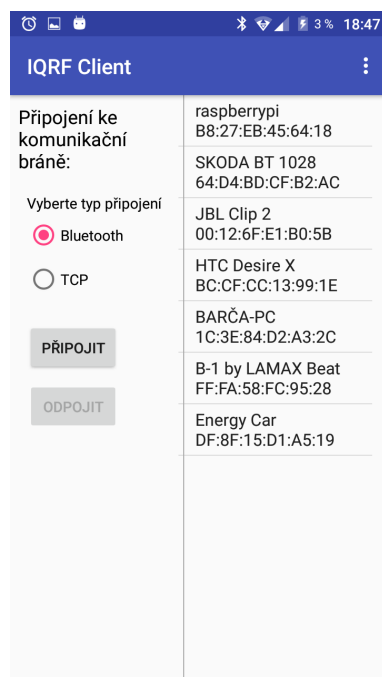 3 % 18:47
IQRF Client
Připojení ke
komunikační
bráně:
Vyberte typ připojení
Bluetooth
TCP
PŘIPOJIT
ODPOJIT
raspberrypi
B8:27:EB:45:64:18
SKODA BT 1028
64:D4:BD:CF:B2:AC
JBL Clip 2
00:12:6F:E1:B0:5B
HTC Desire X
BC:CF:CC:13:99:1E
BARČA-PC
1C:3E:84:D2:A3:2C
B-1 by LAMAX Beat
FF:FA:58:FC:95:28
Energy Car
DF:8F:15:D1:A5:19